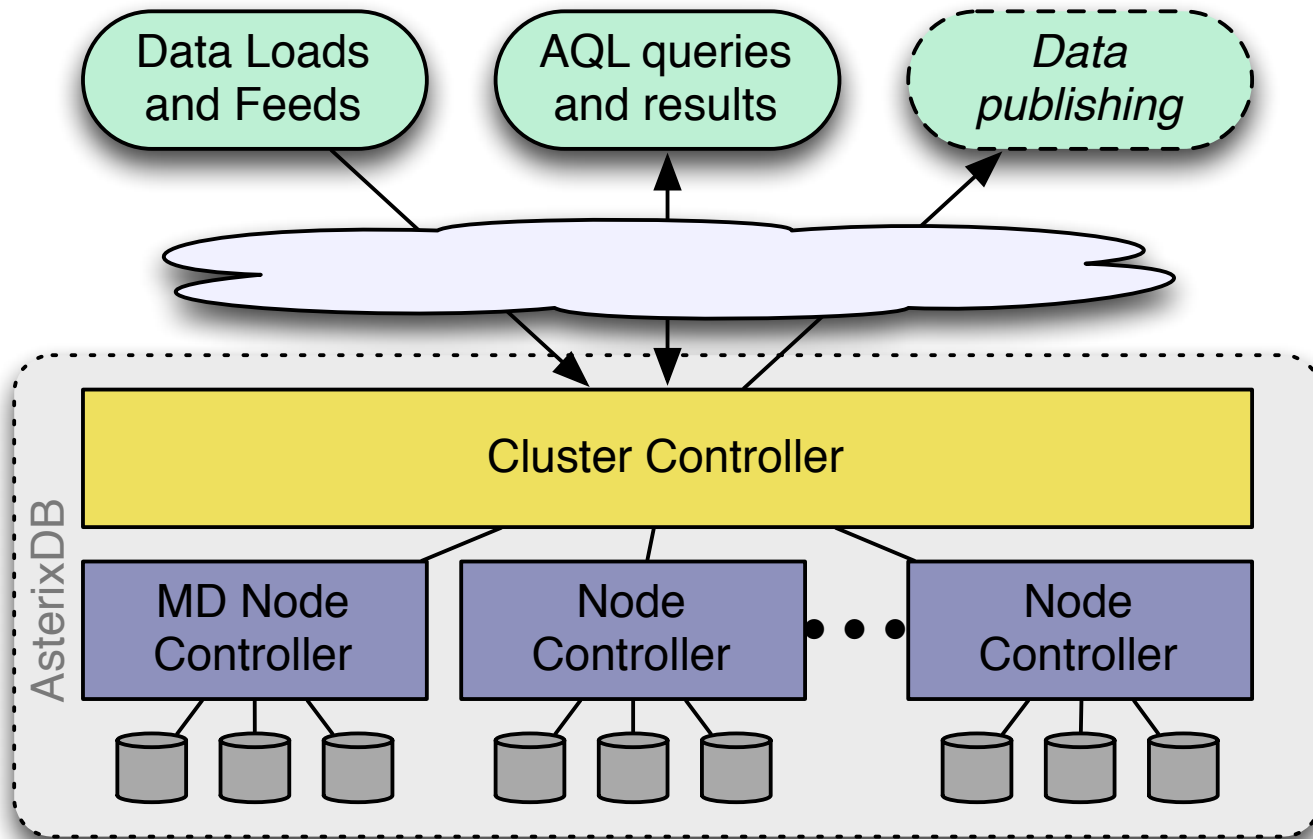 Data Loads
and Feeds
AQL queries
and results
Data
publishing
Cluster Controller
AsterixDB
MD Node
Controller
Node
Controller
Node
Controller